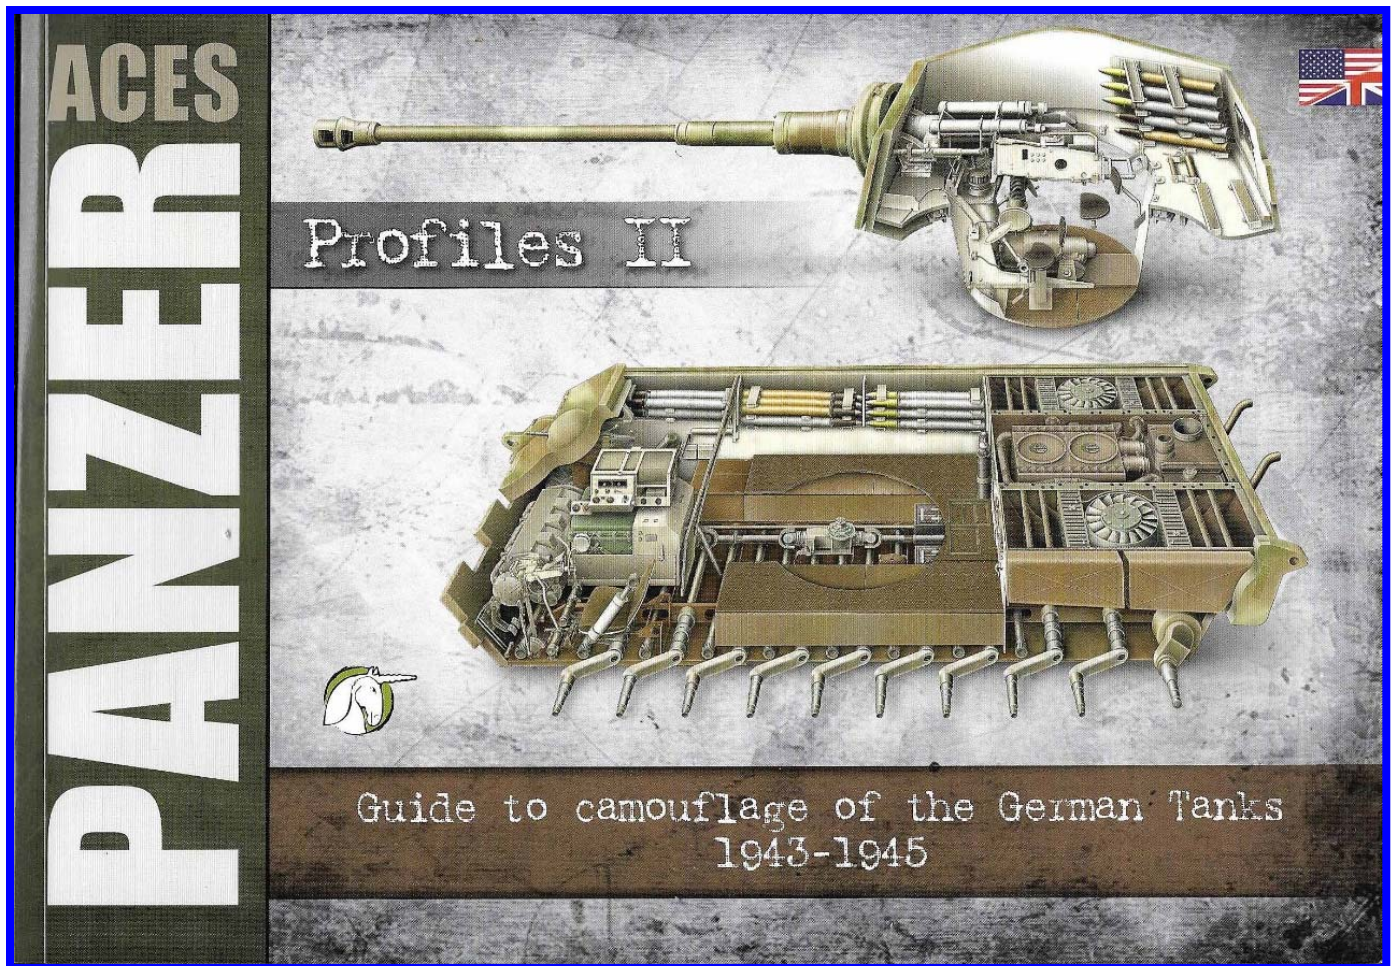 PANZER
ACES
Profiles II
Guide to camouflage of the German Tanks
1943-1945